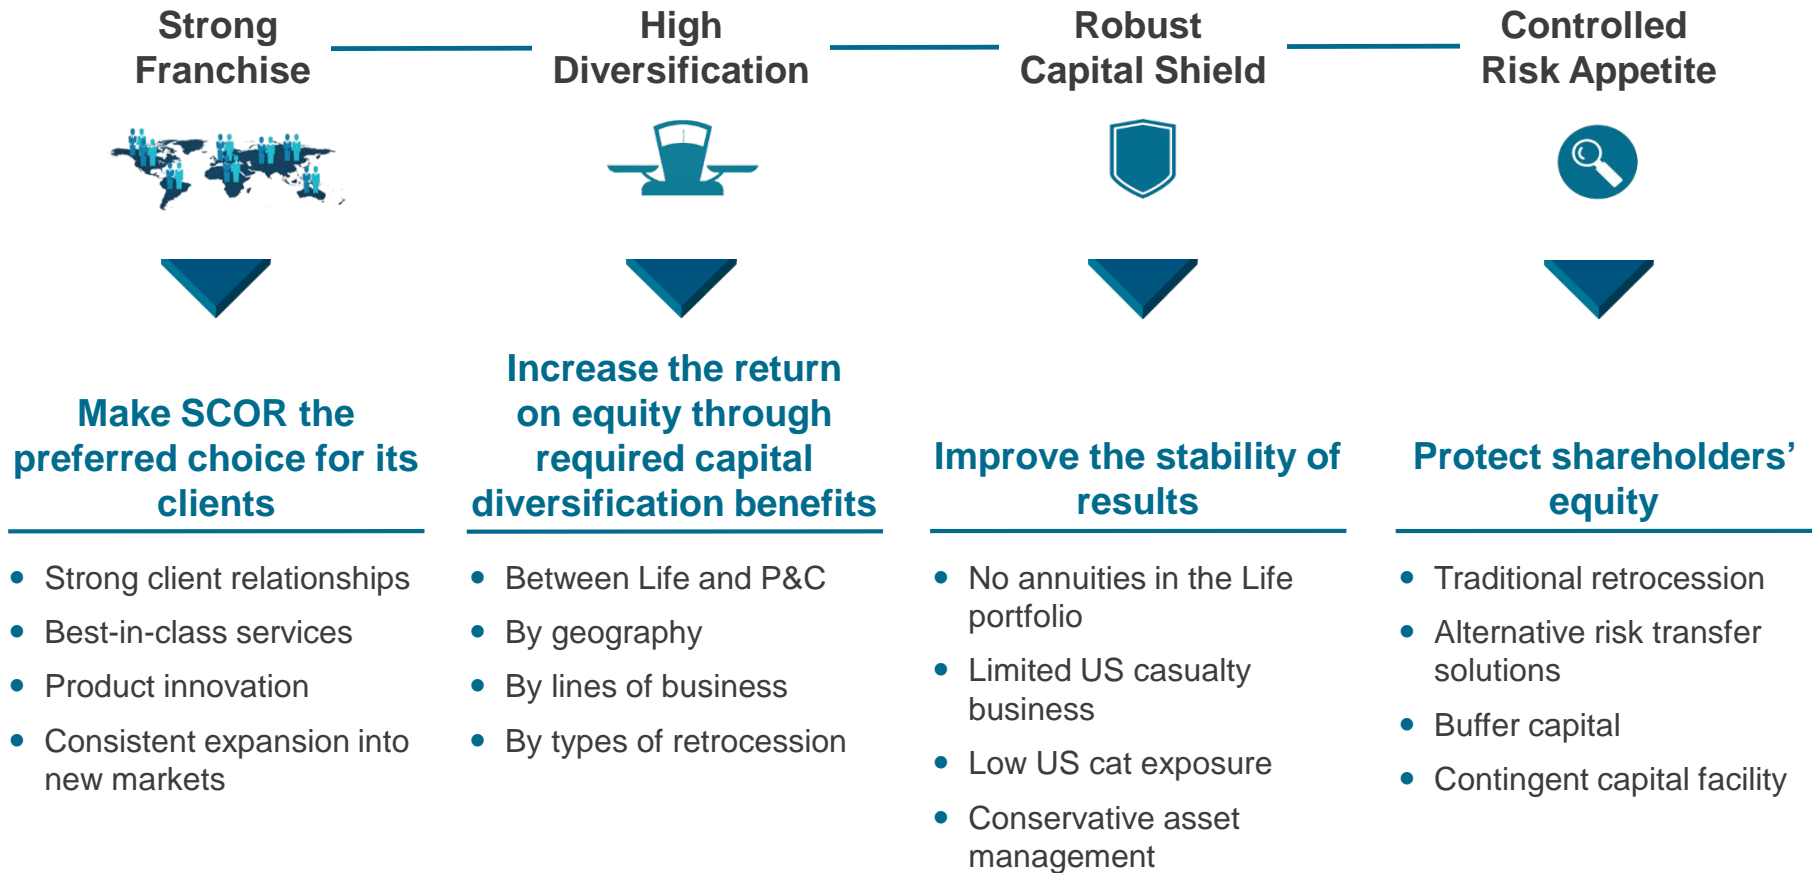 Strong
Franchise
High
Diversification
Robust
Capital Shield
Controlled
Risk Appetite
Make SCOR the
preferred choice for its
clients
Increase the return
on equity through
required capital
diversification benefits
Improve the stability of
results
Protect shareholders’
equity
• Strong client relationships
• Best-in-class services
• Product innovation
• Consistent expansion into
new markets
• Between Life and P&C
• By geography
• By lines of business
• By types of retrocession
• No annuities in the Life
portfolio
• Limited US casualty
business
• Low US cat exposure
• Conservative asset
management
• Traditional retrocession
• Alternative risk transfer
solutions
• Buffer capital
• Contingent capital facility